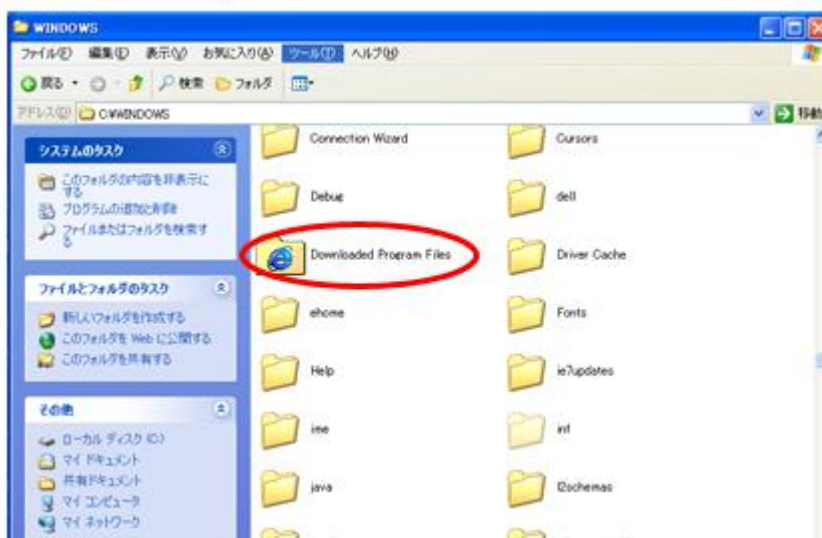 WINDOWS
ファイル(F) 編集(E) 表示(V) お気に入り(A) ツール(T) ヘルプ(H)
戻る 検索 フォルダ
アドレス(D) C:¥WINDOWS 移動
システムのタスク
このフォルダの内容を非表示に
する
プログラムの追加と削除
ファイルまたはフォルダを検索す
る
ファイルとフォルダのタスク
新しいフォルダを作成する
このフォルダを Web に公開する
このフォルダを共有する
その他
ローカル ディスク (C:)
マイ ドキュメント
共有ドキュメント
マイ コンピュータ
マイ ネットワーク
Connection Wizard Cursors
Debug dell
Downloaded Program Files Driver Cache
ehome Fonts
Help ie7updates
ime inf
java l2schemas